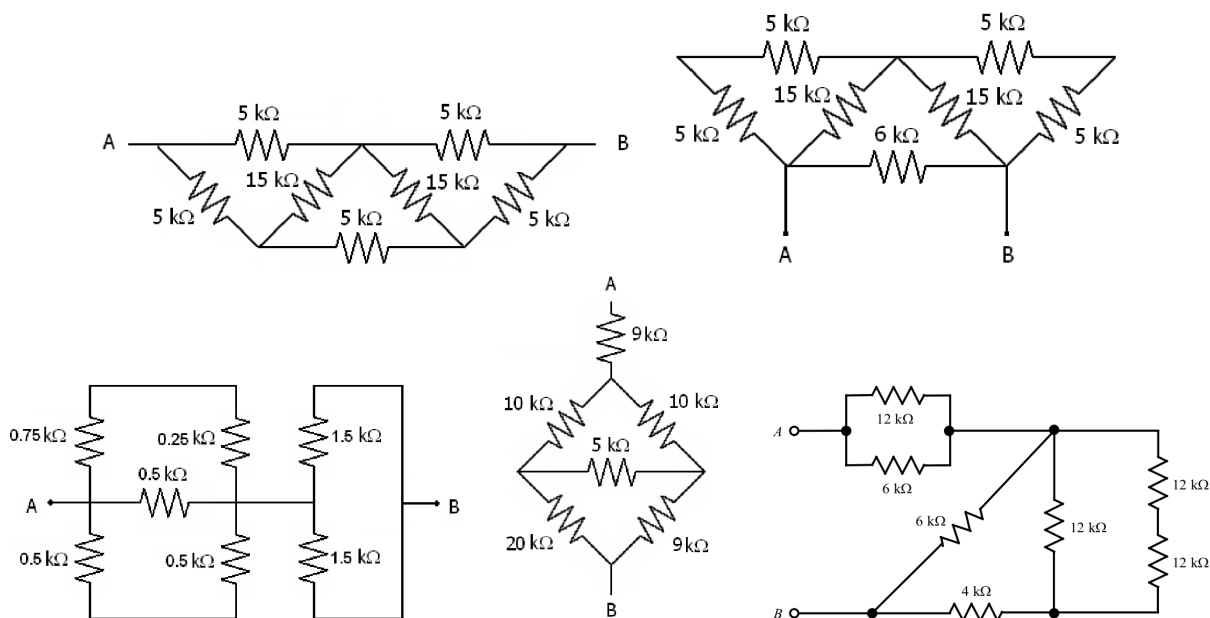 5 kΩ 5 kΩ
A 15 kΩ 15 kΩ B
5 kΩ 5 kΩ 5 kΩ
5 kΩ 5 kΩ
15 kΩ 15 kΩ
5 kΩ 6 kΩ 5 kΩ
A B
0.75 kΩ 0.25 kΩ 1.5 kΩ
A 0.5 kΩ B
0.5 kΩ 0.5 kΩ 1.5 kΩ
A
9 kΩ
10 kΩ 10 kΩ
5 kΩ
20 kΩ 9 kΩ
B
12 kΩ
A
6 kΩ
12 kΩ
6 kΩ 12 kΩ
12 kΩ
4 kΩ
B